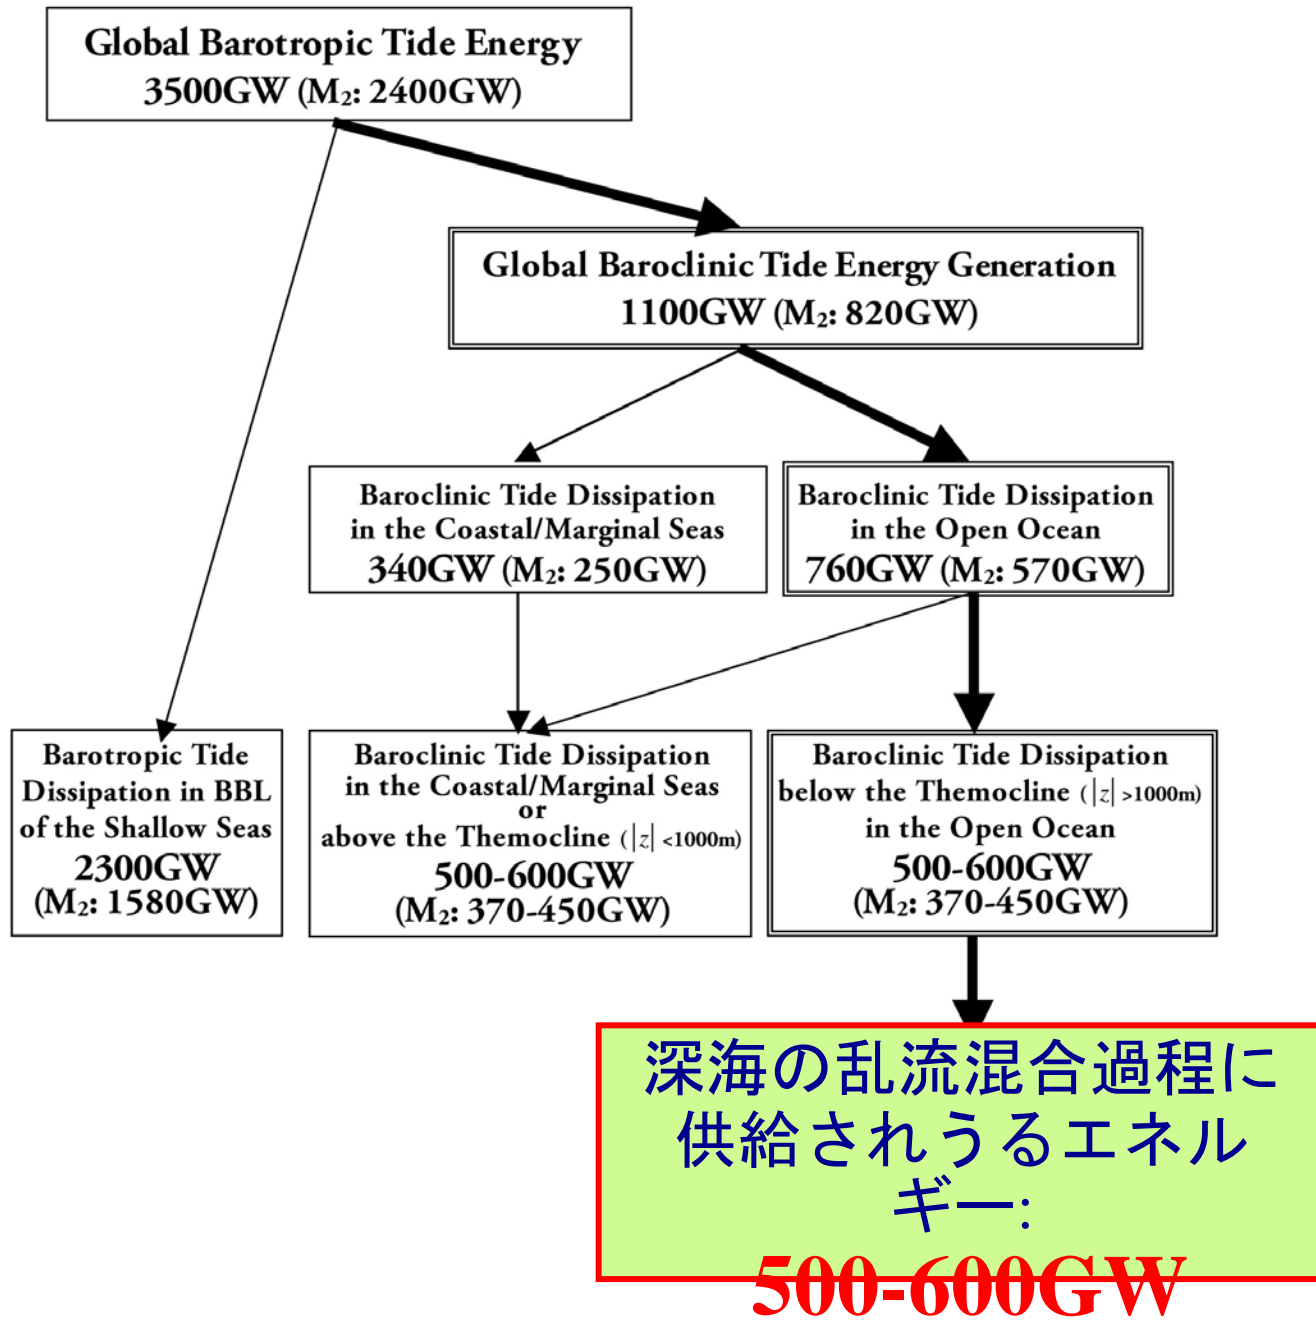 Global Barotropic Tide Energy
3500GW (M₂: 2400GW)
Global Baroclinic Tide Energy Generation
1100GW (M₂: 820GW)
Baroclinic Tide Dissipation
in the Coastal/Marginal Seas
340GW (M₂: 250GW)
Baroclinic Tide Dissipation
in the Open Ocean
760GW (M₂: 570GW)
Barotropic Tide
Dissipation in BBL
of the Shallow Seas
2300GW
(M₂: 1580GW)
Baroclinic Tide Dissipation
in the Coastal/Marginal Seas
or
above the Themocline (|z| <1000m)
500-600GW
(M₂: 370-450GW)
Baroclinic Tide Dissipation
below the Themocline (|z| >1000m)
in the Open Ocean
500-600GW
(M₂: 370-450GW)
深海の乱流混合過程に
供給されうるエネル
ギー:
500-600GW